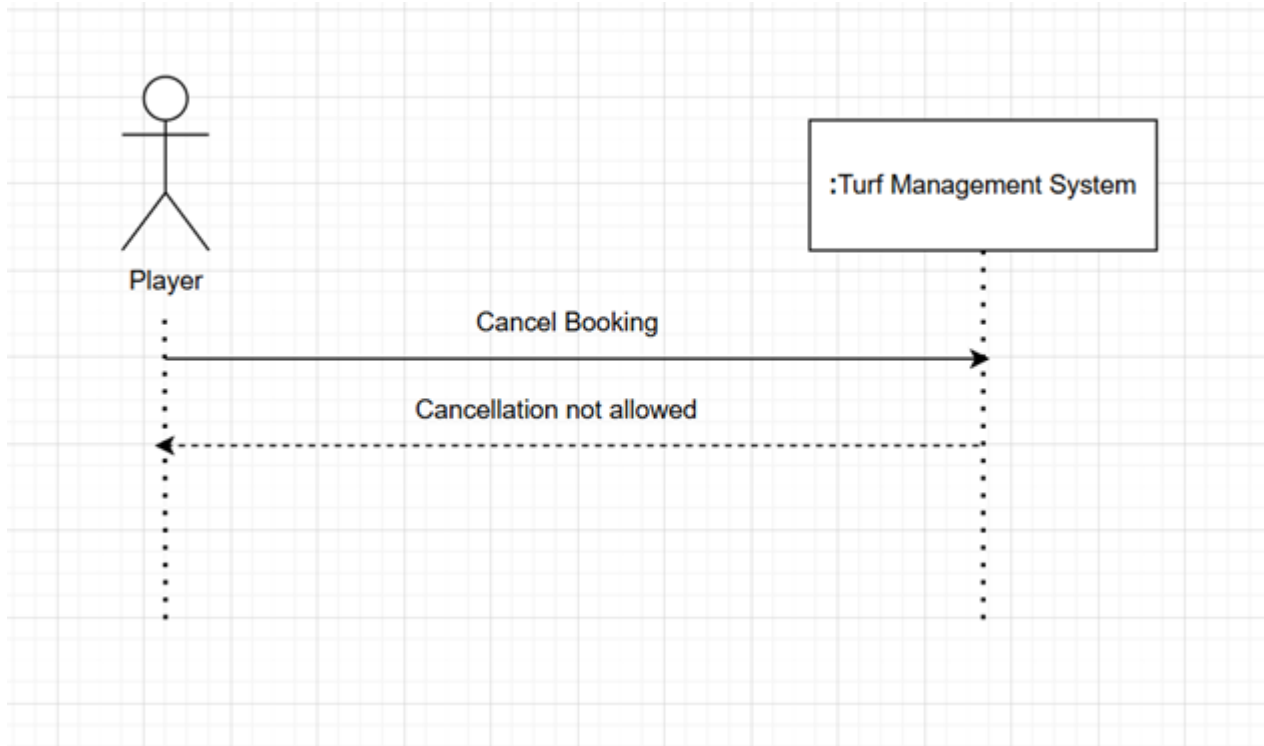 :Turf Management System
Player
Cancel Booking
Cancellation not allowed